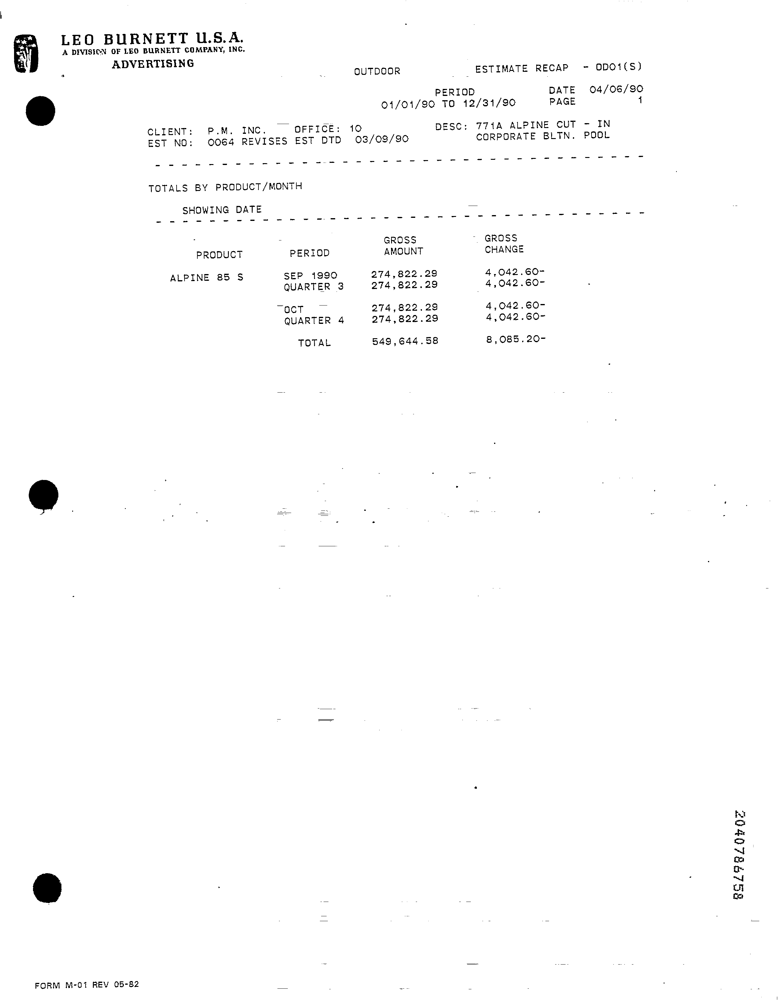 LEO BURNETT U.S.A.
A DIVISION OF LEO BURNETT COMPANY, INC.
ADVERTISING
OUTDOOR ESTIMATE RECAP - OD01(S)
PERIOD DATE 04/06/90
01/01/90 TO 12/31/90 PAGE 1
CLIENT: P.M. INC. OFFICE: 10 DESC: 771A ALPINE CUT - IN
EST NO: 0064 REVISES EST DTD 03/09/90 CORPORATE BLTN. POOL
TOTALS BY PRODUCT/MONTH
SHOWING DATE
GROSS GROSS
PRODUCT PERIOD AMOUNT CHANGE
ALPINE 85 S SEP 1990 274,822.29 4,042.60-
QUARTER 3 274,822.29 4,042.60-
OCT 274,822.29 4,042.60-
QUARTER 4 274,822.29 4,042.60-
TOTAL 549,644.58 8,085.20-
2040786758
FORM M-01 REV 05-82